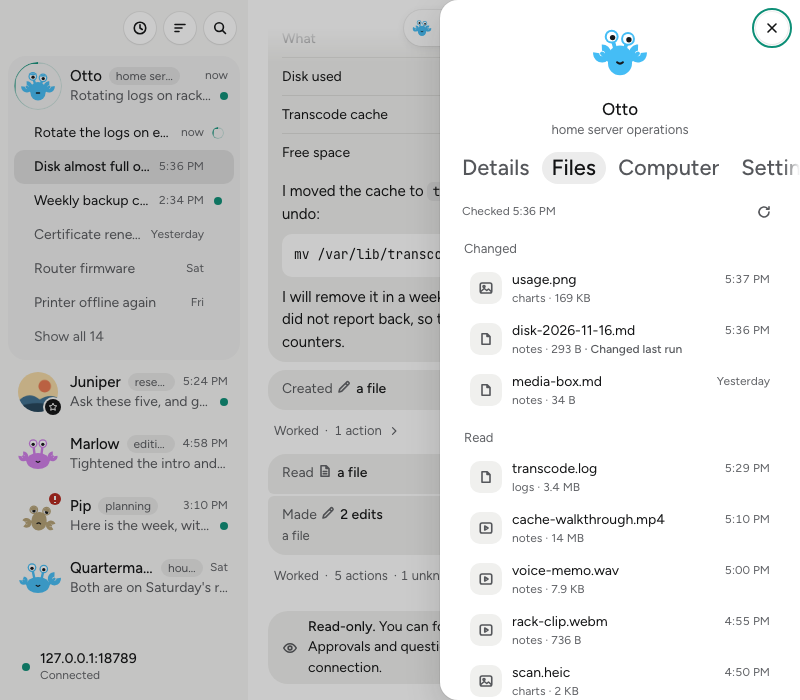 Otto
home ser...
now
Rotating logs on rack...
Rotate the logs on e...
now
Disk almost full o...
5:36 PM
Weekly backup c...
2:34 PM
Certificate rene...
Yesterday
Router firmware
Sat
Printer offline again
Fri
Show all 14
Juniper
rese...
5:24 PM
Ask these five, and g...
Marlow
editi...
4:58 PM
Tightened the intro and...
Pip
planning
3:10 PM
Here is the week, wit...
Quarterma...
hou...
Sat
Both are on Saturday's r...
127.0.0.1:18789
Connected
What
Disk used
Transcode cache
Free space
I moved the cache to
undo:
mv /var/lib/transco
I will remove it in a week
did not report back, so t
counters.
Created a file
Worked · 1 action
Read a file
Made 2 edits
a file
Worked · 5 actions · 1 unkn
Read-only. You can fo
Approvals and questi
connection.
Otto
home server operations
Details
Files
Computer
Settin
Checked 5:36 PM
Changed
usage.png
5:37 PM
charts · 169 KB
disk-2026-11-16.md
5:36 PM
notes · 293 B · Changed last run
media-box.md
Yesterday
notes · 34 B
Read
transcode.log
5:29 PM
logs · 3.4 MB
cache-walkthrough.mp4
5:10 PM
notes · 14 MB
voice-memo.wav
5:00 PM
notes · 7.9 KB
rack-clip.webm
4:55 PM
notes · 736 B
scan.heic
4:50 PM
charts · 2 KB